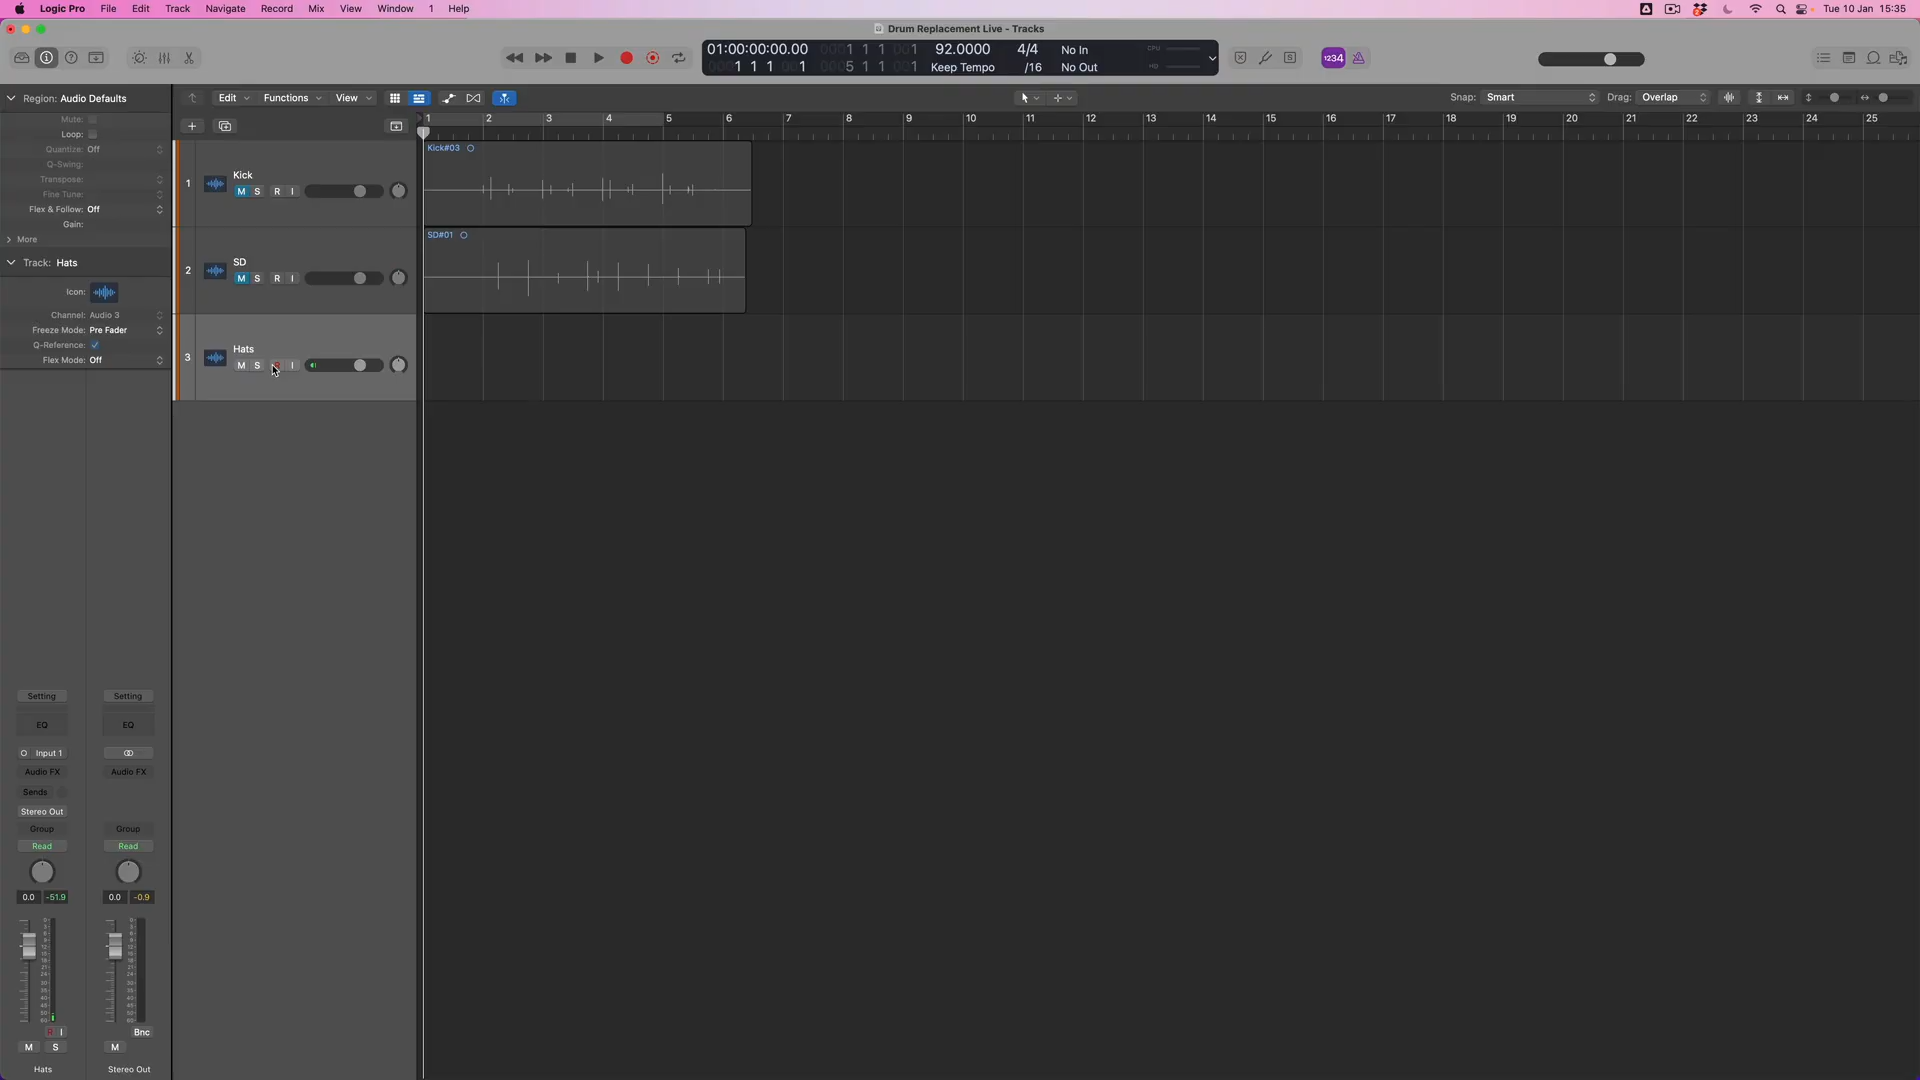 Logic Pro File Edit Track Navigate Record Mix View Window 1 Help
Tue 10 Jan 15:35
Drum Replacement Live - Tracks
01:00:00:00.00 1 1 1 001 92.0000 4/4 No In
1 1 1 1 5 1 1 001 Keep Tempo /16 No Out
CPU
HD
1234
S
Region: Audio Defaults
Edit Functions View
Snap: Smart
Drag: Overlap
Mute:
Loop:
Quantize: Off
Q-Swing:
Transpose:
Fine Tune:
Flex & Follow: Off
Gain:
More
Track: Hats
Icon:
Channel: Audio 3
Freeze Mode: Pre Fader
Q-Reference:
Flex Mode: Off
1 2 3 4 5 6 7 8 9 10 11 12 13 14 15 16 17 18 19 20 21 22 23 24 25
1
Kick
M S R I
Kick#03
2
SD
M S R I
SD#01
3
Hats
M S I
Setting Setting
EQ EQ
Input 1
Audio FX Audio FX
Sends
Stereo Out
Group Group
Read Read
0.0 -51.9 0.0 -0.9
R I Bnc
M S M
Hats Stereo Out